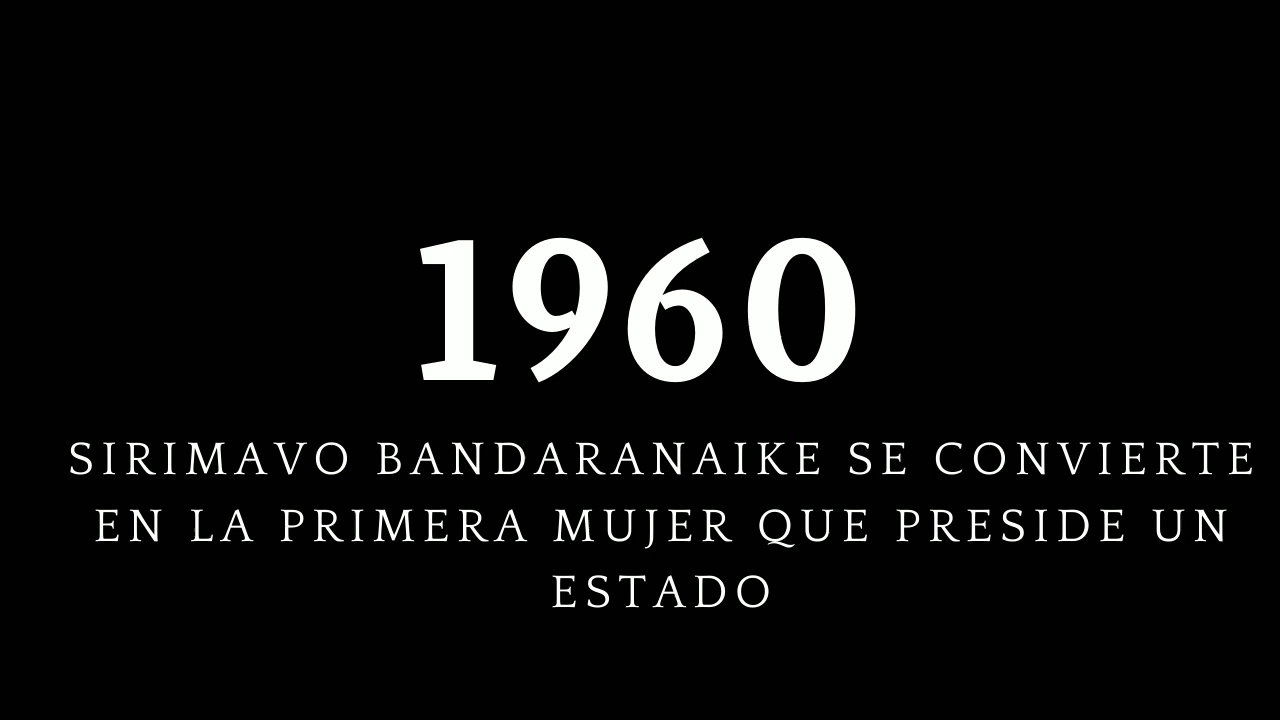 1960
SIRIMAVO BANDARANAIKE SE CONVIERTE
EN LA PRIMERA MUJER QUE PRESIDE UN
ESTADO